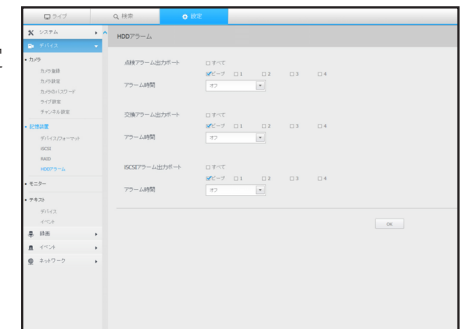 ライブ
検索
設定
システム
デバイス
カメラ
カメラ登録
カメラ設定
カメラのパスワード
ライブ設定
チャンネル設定
記憶装置
デバイス/フォーマット
iSCSI
RAID
HDDアラーム
モニター
テキスト
デバイス
イベント
録画
イベント
ネットワーク
HDDアラーム
点検アラーム出力ポート すべて
ビープ 1 2 3 4
アラーム時間 オフ
交換アラーム出力ポート すべて
ビープ 1 2 3 4
アラーム時間 オフ
iSCSIアラーム出力ポート すべて
ビープ 1 2 3 4
アラーム時間 オフ
OK